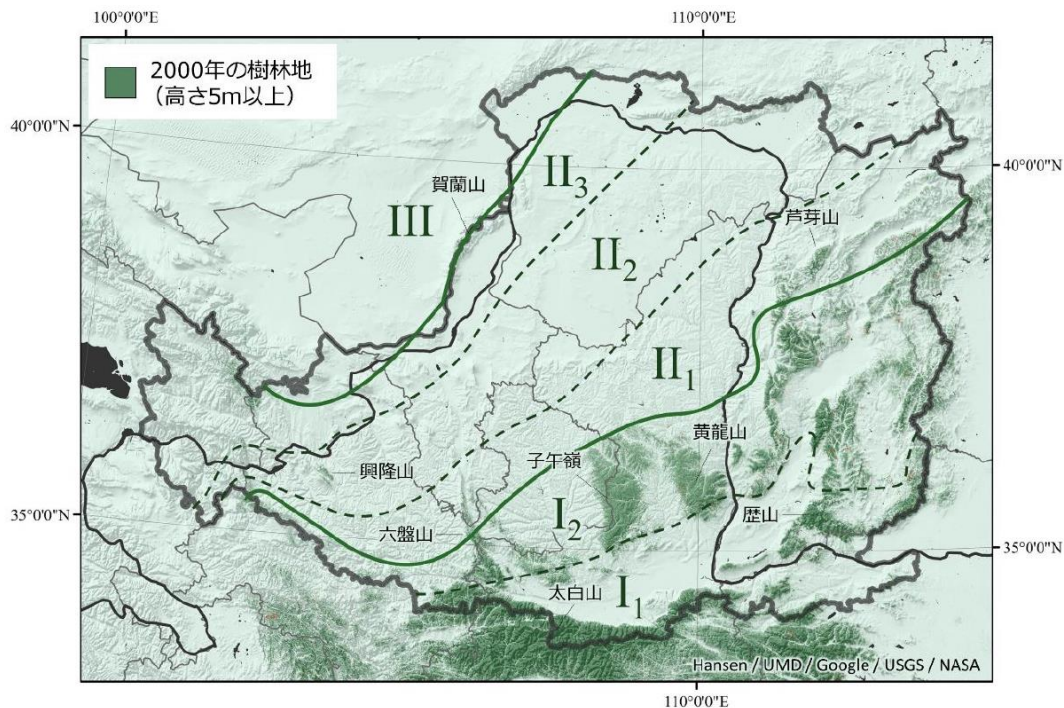 100°0'0"E
110°0'0"E
2000年の樹林地
(高さ5m以上)
40°0'0"N
40°0'0"N
賀蘭山
III
II3
芦芽山
II2
II1
黄龍山
子午嶺
興隆山
35°0'0"N
六盤山
I2
歴山
35°0'0"N
太白山
I1
Hansen / UMD / Google / USGS / NASA
110°0'0"E